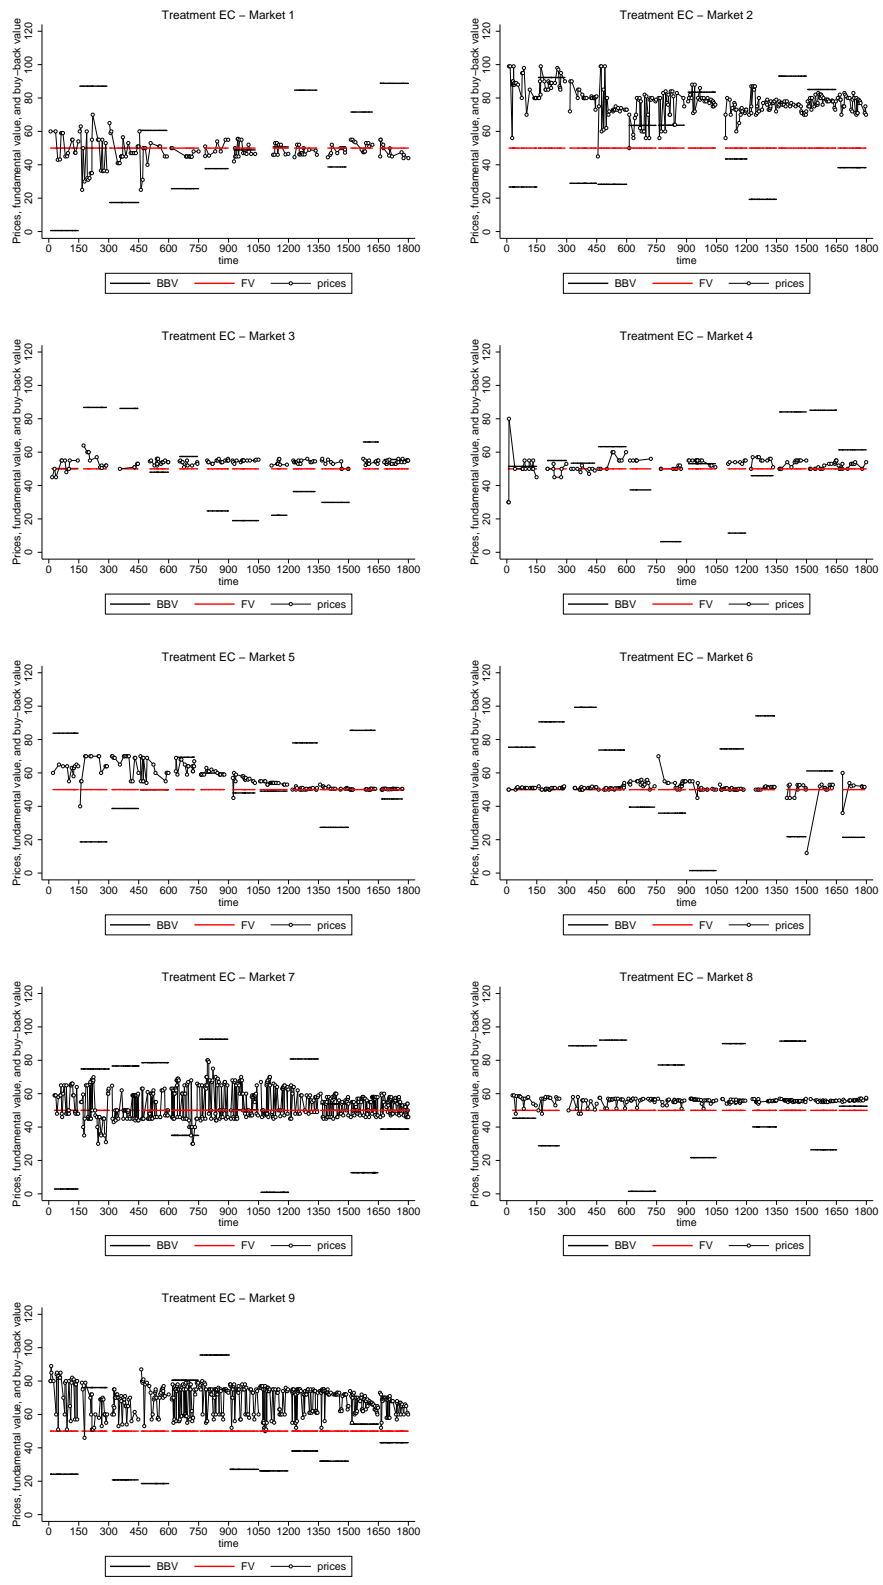 Treatment EC − Market 1
Prices, fundamental value, and buy−back value
0 20 40 60 80 100 120
0 150 300 450 600 750 900 1050 1200 1350 1500 1650 1800
time
BBV FV prices
Treatment EC − Market 2
Prices, fundamental value, and buy−back value
0 20 40 60 80 100 120
0 150 300 450 600 750 900 1050 1200 1350 1500 1650 1800
time
BBV FV prices
Treatment EC − Market 3
Prices, fundamental value, and buy−back value
0 20 40 60 80 100 120
0 150 300 450 600 750 900 1050 1200 1350 1500 1650 1800
time
BBV FV prices
Treatment EC − Market 4
Prices, fundamental value, and buy−back value
0 20 40 60 80 100 120
0 150 300 450 600 750 900 1050 1200 1350 1500 1650 1800
time
BBV FV prices
Treatment EC − Market 5
Prices, fundamental value, and buy−back value
0 20 40 60 80 100 120
0 150 300 450 600 750 900 1050 1200 1350 1500 1650 1800
time
BBV FV prices
Treatment EC − Market 6
Prices, fundamental value, and buy−back value
0 20 40 60 80 100 120
0 150 300 450 600 750 900 1050 1200 1350 1500 1650 1800
time
BBV FV prices
Treatment EC − Market 7
Prices, fundamental value, and buy−back value
0 20 40 60 80 100 120
0 150 300 450 600 750 900 1050 1200 1350 1500 1650 1800
time
BBV FV prices
Treatment EC − Market 8
Prices, fundamental value, and buy−back value
0 20 40 60 80 100 120
0 150 300 450 600 750 900 1050 1200 1350 1500 1650 1800
time
BBV FV prices
Treatment EC − Market 9
Prices, fundamental value, and buy−back value
0 20 40 60 80 100 120
0 150 300 450 600 750 900 1050 1200 1350 1500 1650 1800
time
BBV FV prices